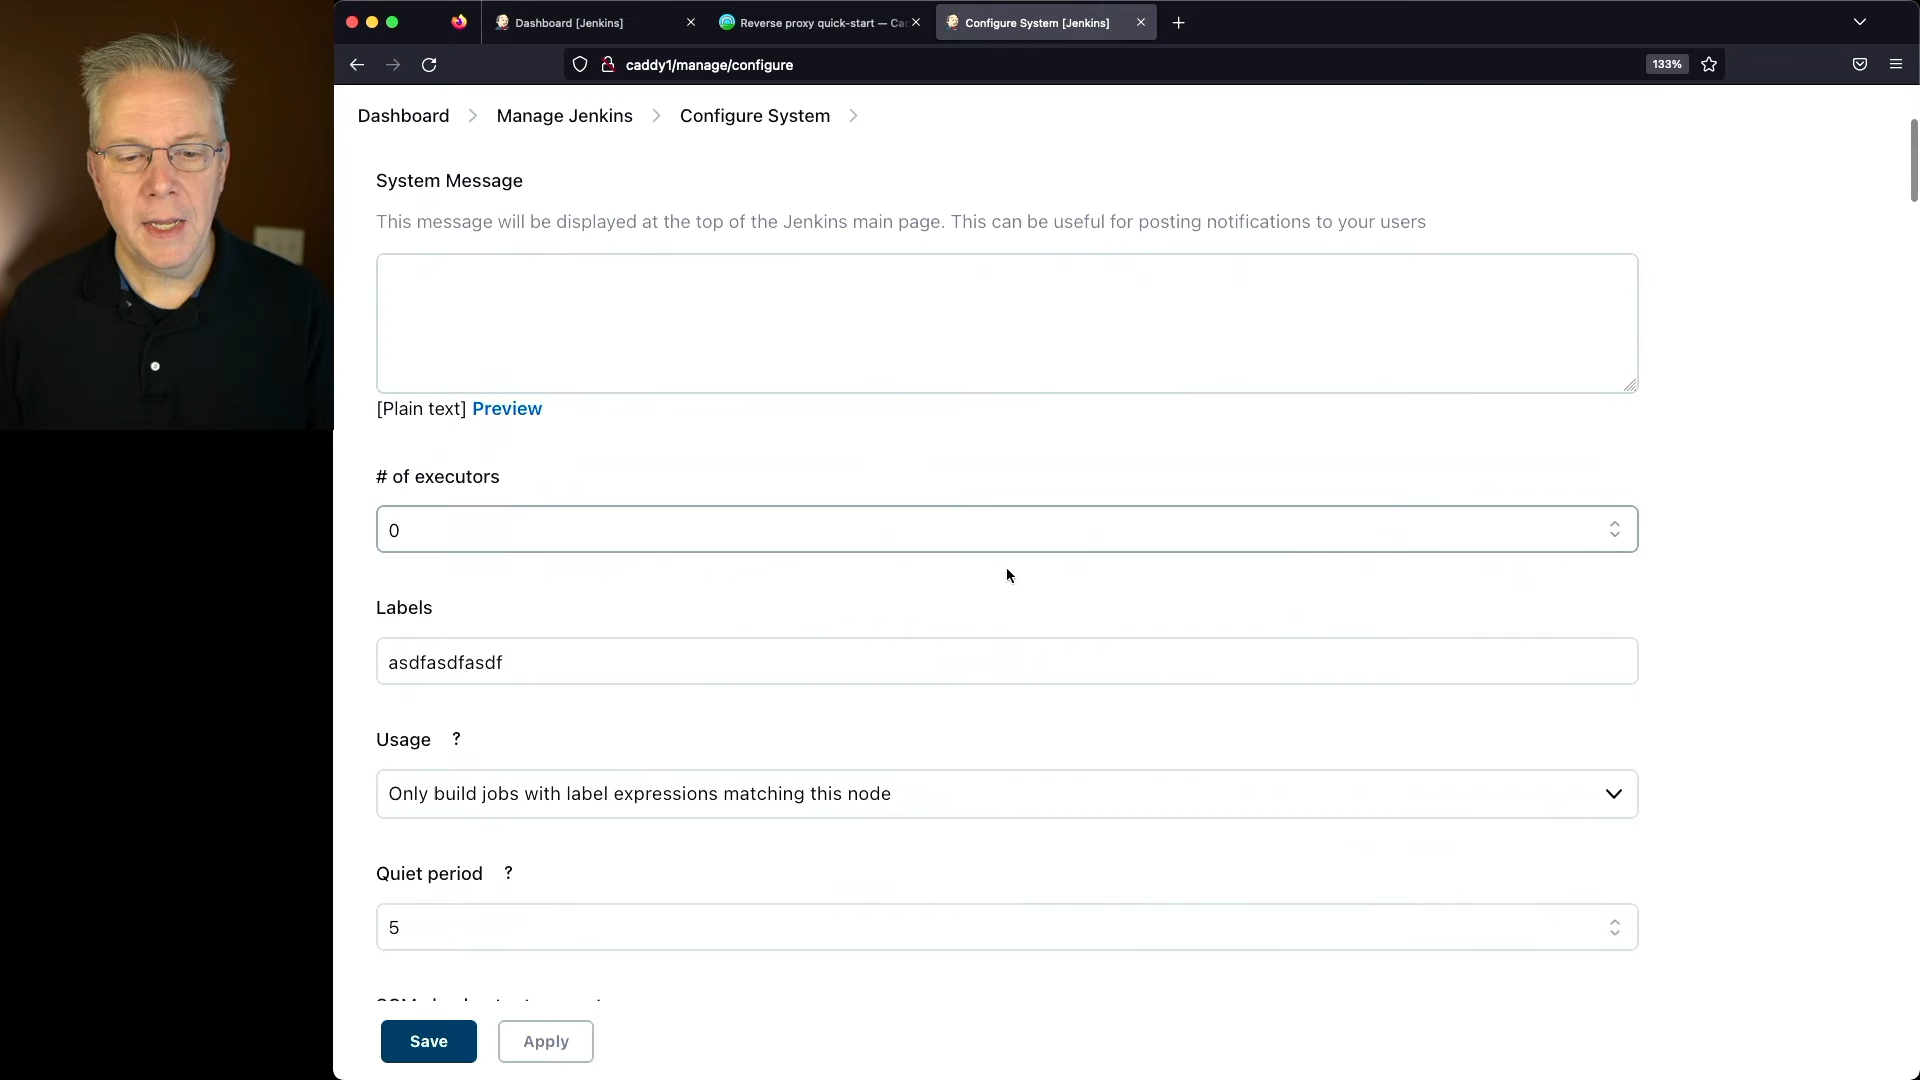 Dashboard [Jenkins]
Reverse proxy quick-start — Ca
Configure System [Jenkins]
caddy1/manage/configure
133%
Dashboard
Manage Jenkins
Configure System
System Message
This message will be displayed at the top of the Jenkins main page. This can be useful for posting notifications to your users
[Plain text] Preview
# of executors
0
Labels
asdfasdfasdf
Usage ?
Only build jobs with label expressions matching this node
Quiet period ?
5
Save
Apply